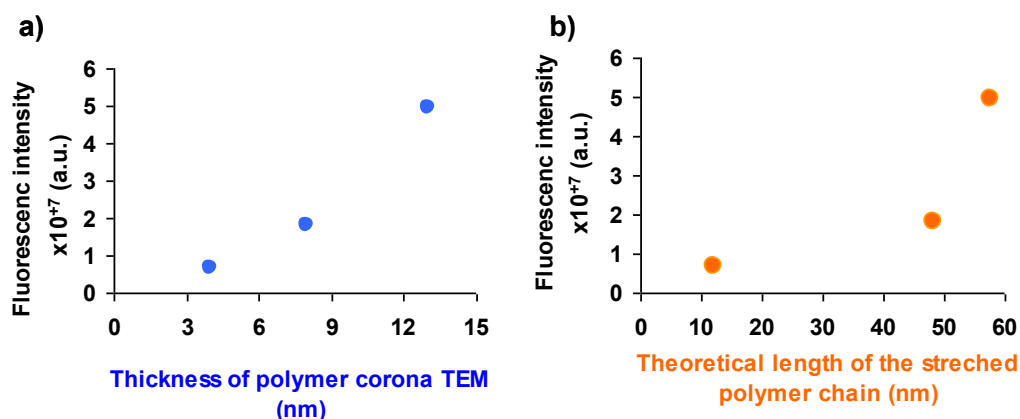 a)
Fluorescenc intensity
x10+7 (a.u.)
6
5
4
3
2
1
0
0 3 6 9 12 15
Thickness of polymer corona TEM
(nm)
b)
Fluorescenc intensity
x10+7 (a.u.)
6
5
4
3
2
1
0
0 10 20 30 40 50 60
Theoretical length of the streched
polymer chain (nm)